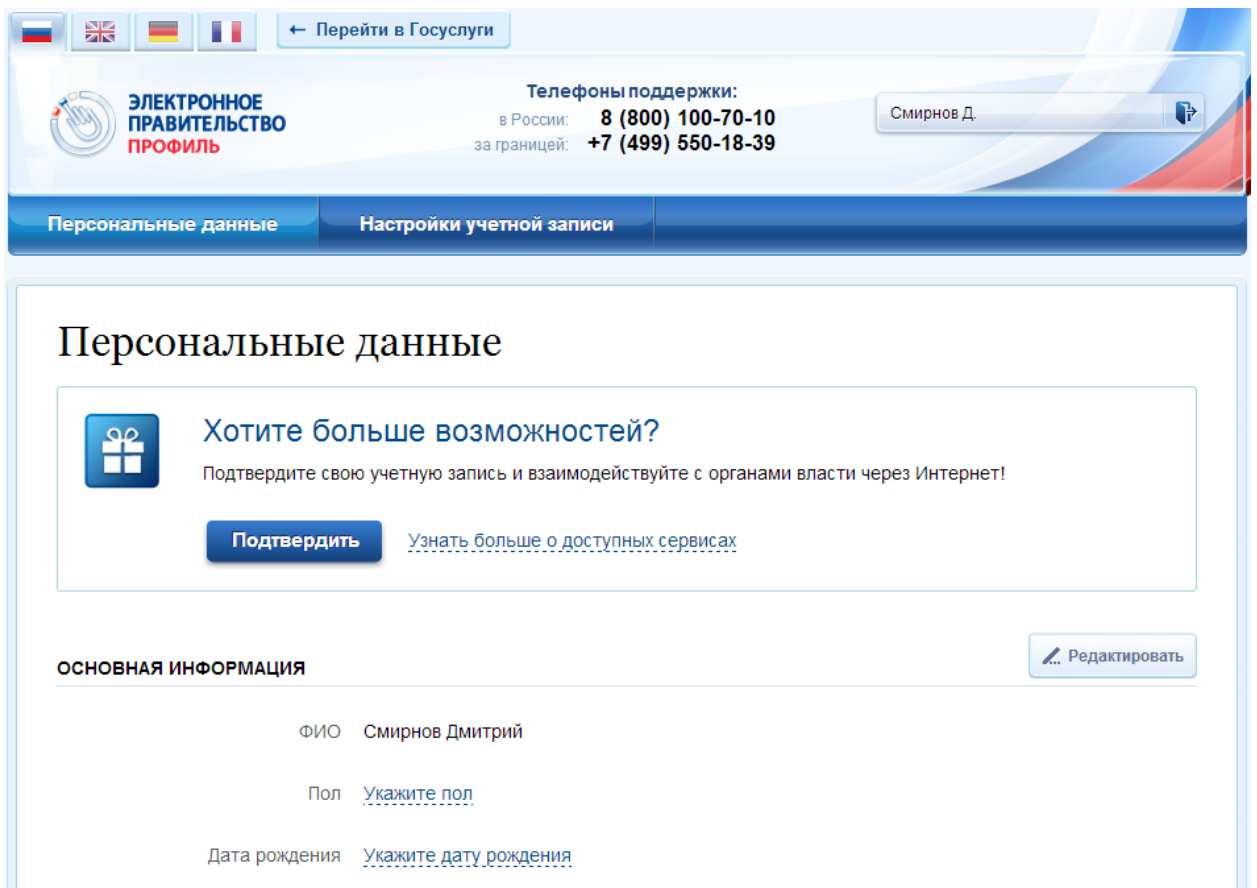 ← Перейти в Госуслуги
ЭЛЕКТРОННОЕ
ПРАВИТЕЛЬСТВО
ПРОФИЛЬ
Телефоны поддержки:
в России: 8 (800) 100-70-10
за границей: +7 (499) 550-18-39
Смирнов Д.
Персональные данные Настройки учетной записи
Персональные данные
Хотите больше возможностей?
Подтвердите свою учетную запись и взаимодействуйте с органами власти через Интернет!
Подтвердить Узнать больше о доступных сервисах
ОСНОВНАЯ ИНФОРМАЦИЯ Редактировать
ФИО Смирнов Дмитрий
Пол Укажите пол
Дата рождения Укажите дату рождения